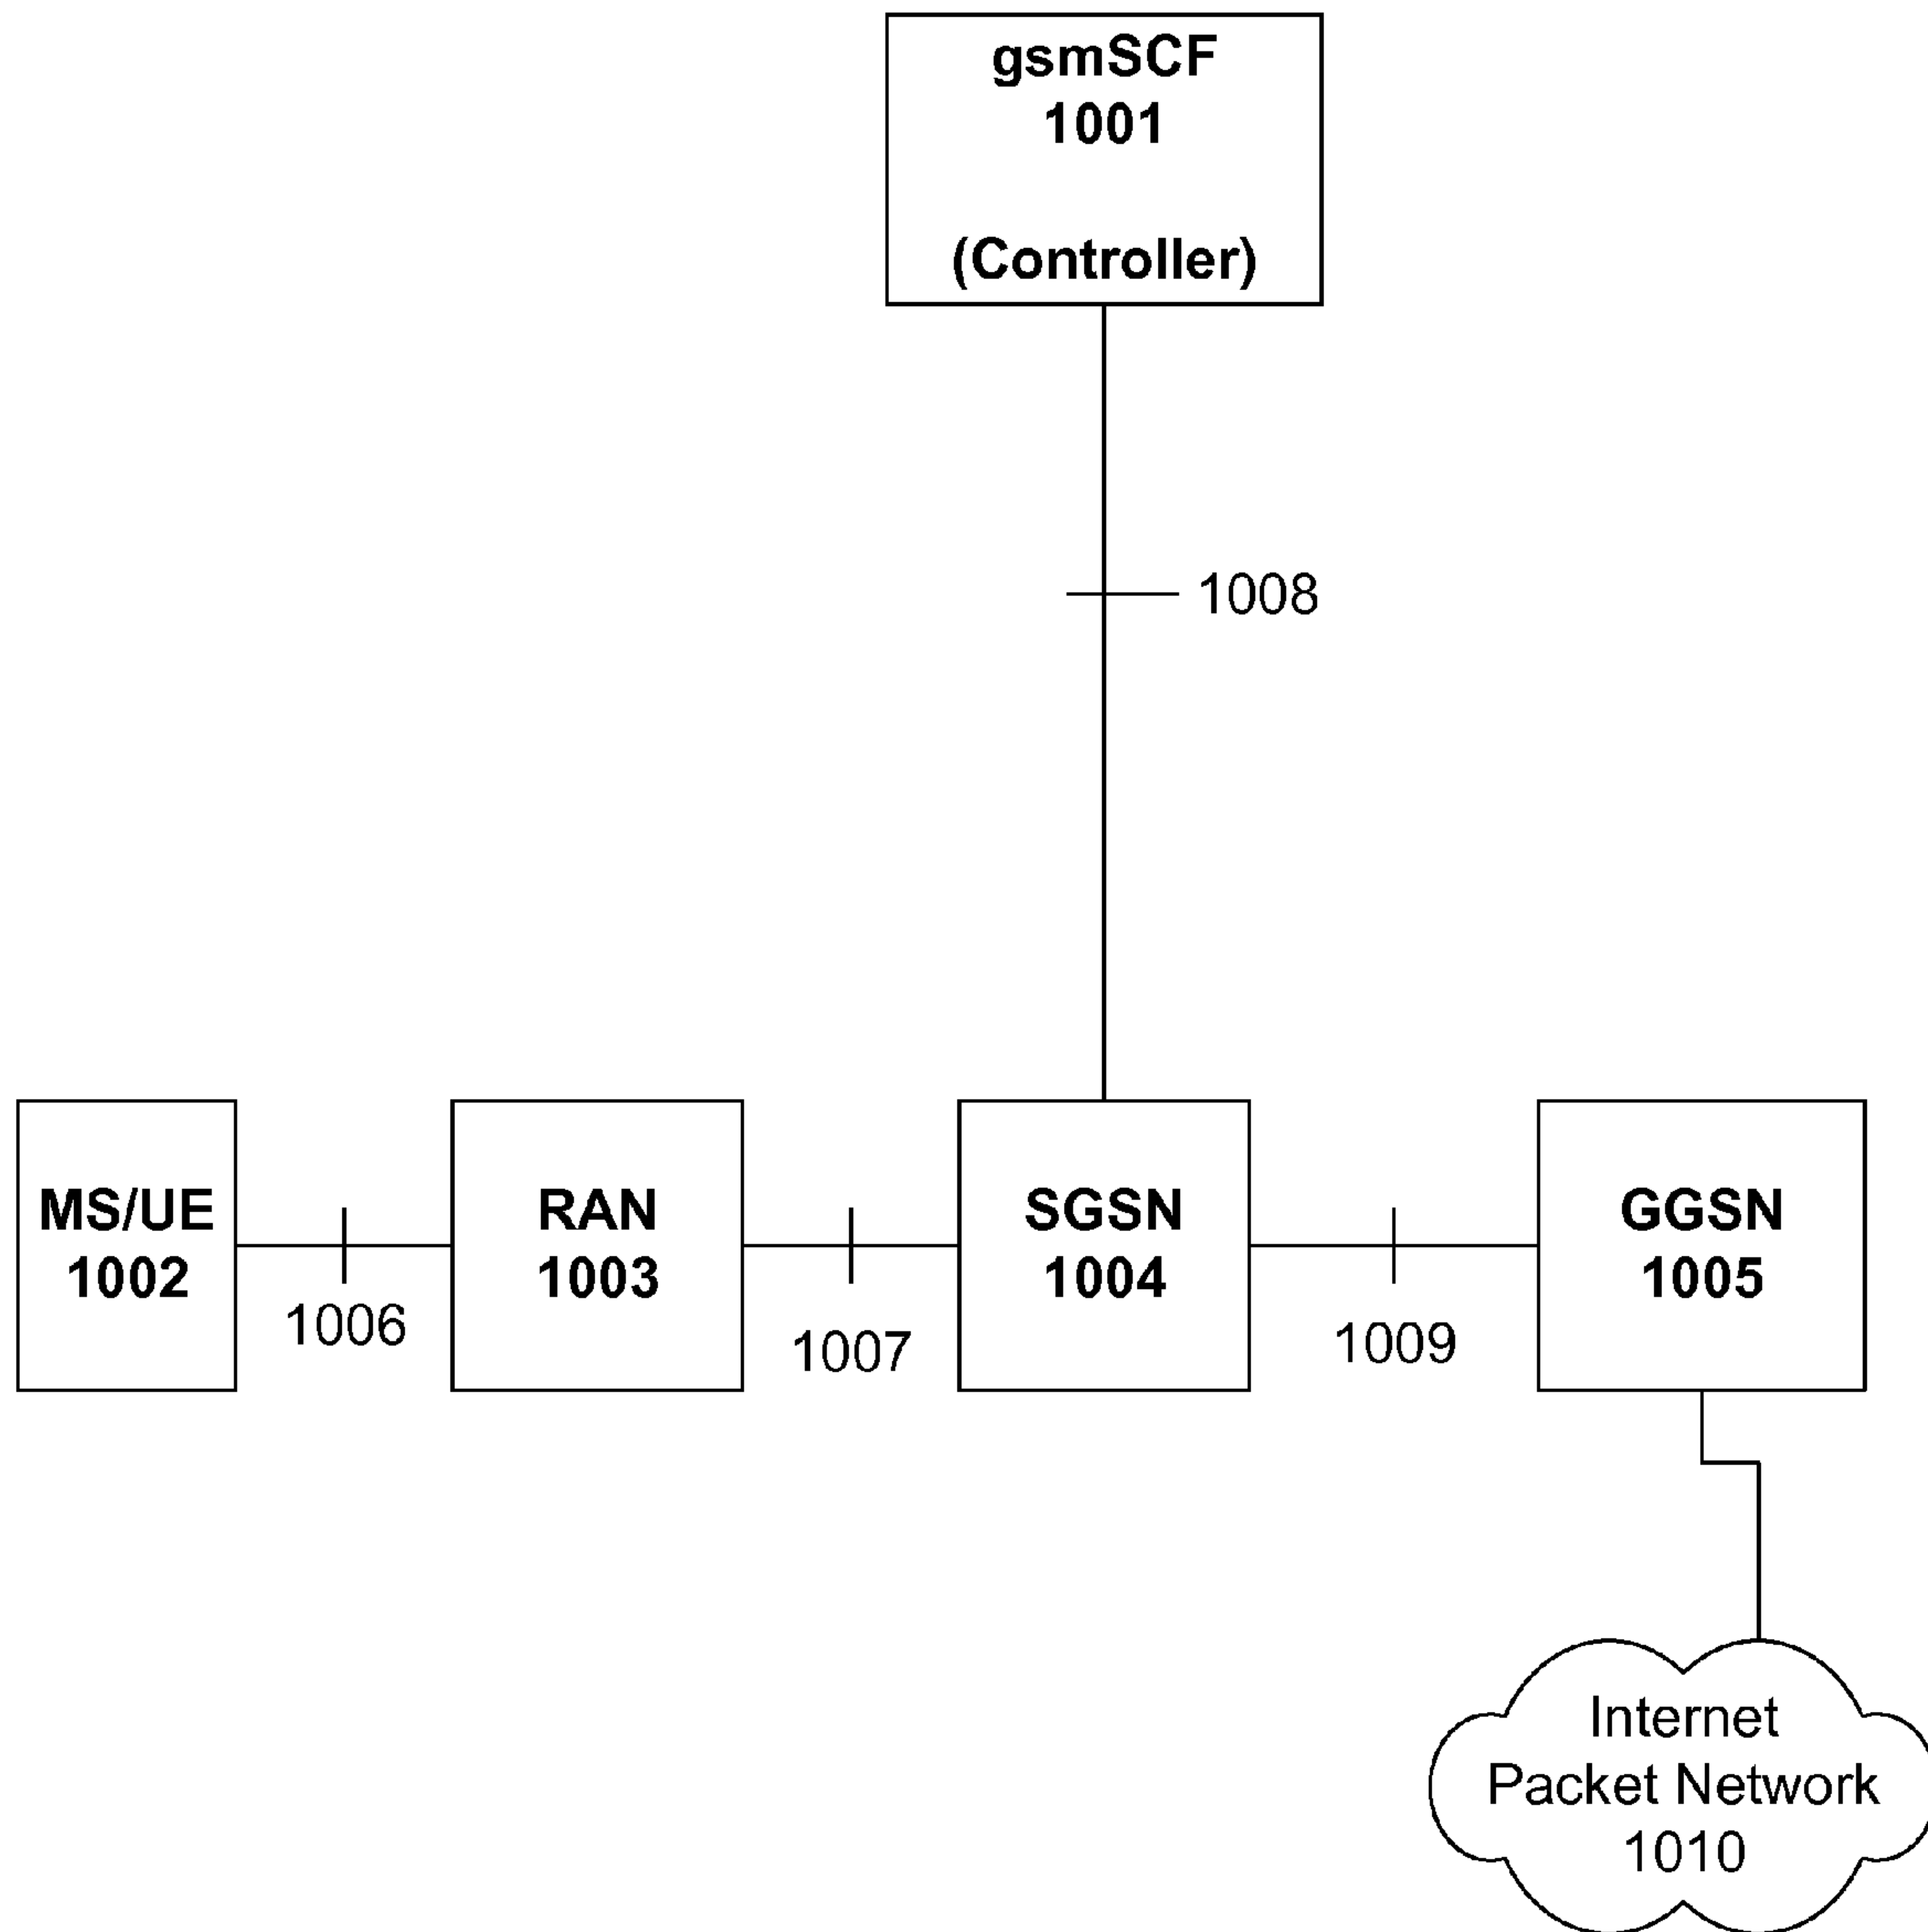 gsmSCF
1001
(Controller)
1008
MS/UE
1002
RAN
1003
SGSN
1004
GGSN
1005
1006
1007
1009
Internet
Packet Network
1010